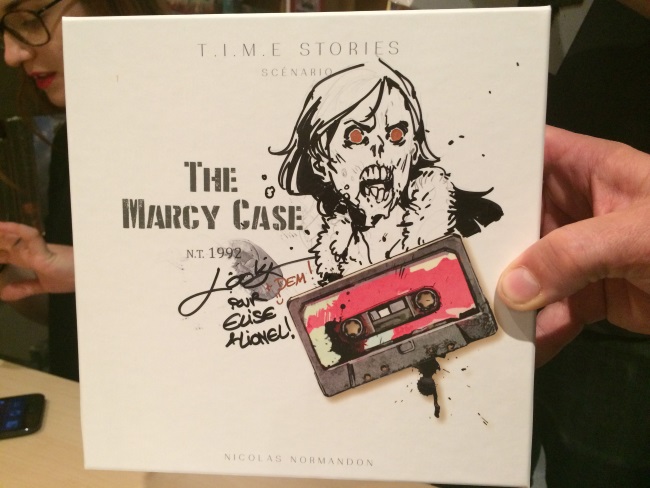 T.I.M.E STORIES
SCÉNARIO
THE
MARCY CASE
N.T. 1992
+ DEM!
POUR
ELISE
&LIONEL!
NICOLAS NORMANDON